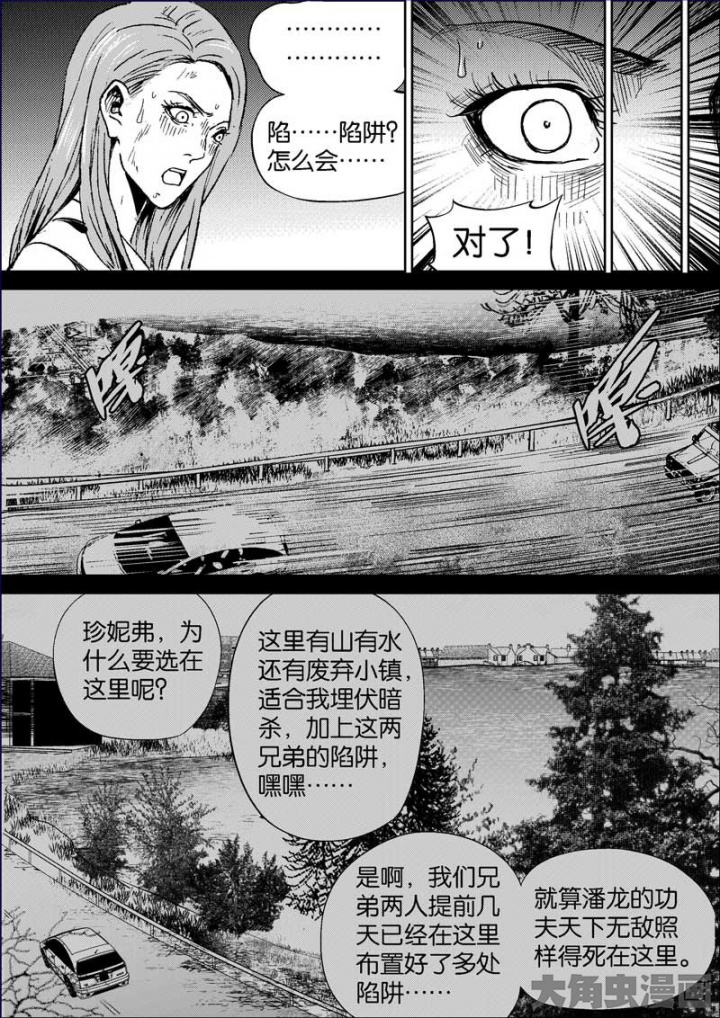 …………
…………
陷……陷阱？
怎么会……
对了！
珍妮弗，为
什么要选在
这里呢？
这里有山有水
还有废弃小镇，
适合我埋伏暗
杀，加上这两
兄弟的陷阱，
嘿嘿……
是啊，我们兄
弟两人提前几
天已经在这里
布置好了多处
陷阱……
就算潘龙的功
夫天下无敌照
样得死在这里。
大角虫漫画